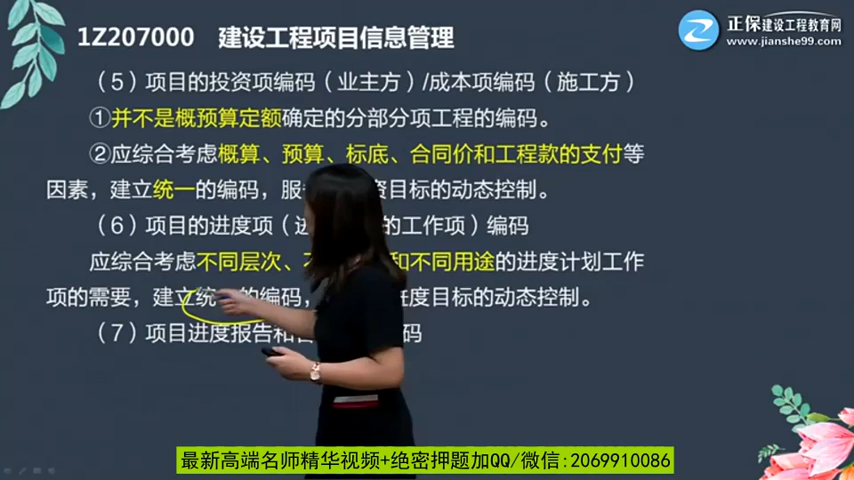 1Z207000 建设工程项目信息管理
正保建设工程教育网
www.jianshe99.com
（5）项目的投资项编码（业主方）/成本项编码（施工方）
①并不是概预算定额确定的分部分项工程的编码。
②应综合考虑概算、预算、标底、合同价和工程款的支付等
因素，建立统一的编码，服 资目标的动态控制。
（6）项目的进度项（进 的工作项）编码
应综合考虑不同层次、不 和不同用途的进度计划工作
项的需要，建立统 的编码， 进度目标的动态控制。
（7）项目进度报告和 码
最新高端名师精华视频+绝密押题加QQ/微信:2069910086